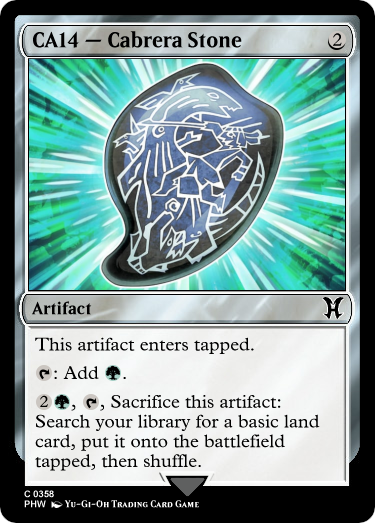 CA14 — Cabrera Stone 2
Artifact
This artifact enters tapped.
: Add .
2, , Sacrifice this artifact:
Search your library for a basic land
card, put it onto the battlefield
tapped, then shuffle.
C 0358
PHW Yu-Gi-Oh Trading Card Game